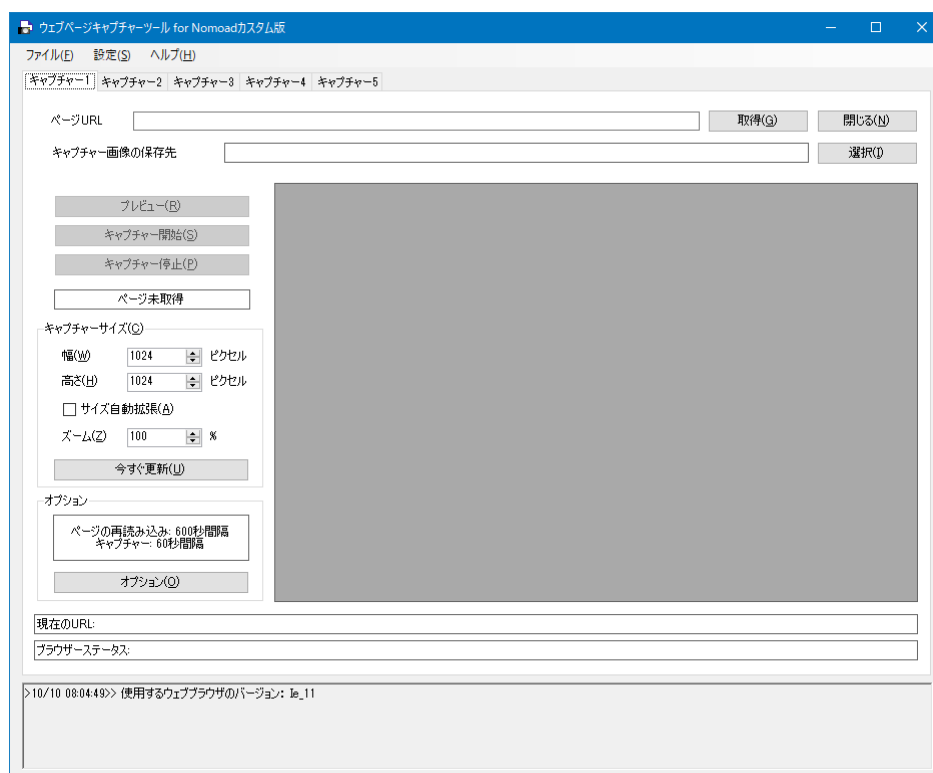 ウェブページキャプチャーツール for Nomoadカスタム版
ファイル(F) 設定(S) ヘルプ(H)
キャプチャー1 キャプチャー2 キャプチャー3 キャプチャー4 キャプチャー5
ページURL 取得(G) 閉じる(N)
キャプチャー画像の保存先 選択(I)
プレビュー(R)
キャプチャー開始(S)
キャプチャー停止(P)
ページ未取得
キャプチャーサイズ(C)
幅(W) 1024 ピクセル
高さ(H) 1024 ピクセル
サイズ自動拡張(A)
ズーム(Z) 100 %
今すぐ更新(U)
オプション
ページの再読み込み: 600秒間隔
キャプチャー: 60秒間隔
オプション(O)
現在のURL:
ブラウザーステータス:
>10/10 08:04:49>> 使用するウェブブラウザのバージョン: Ie_11